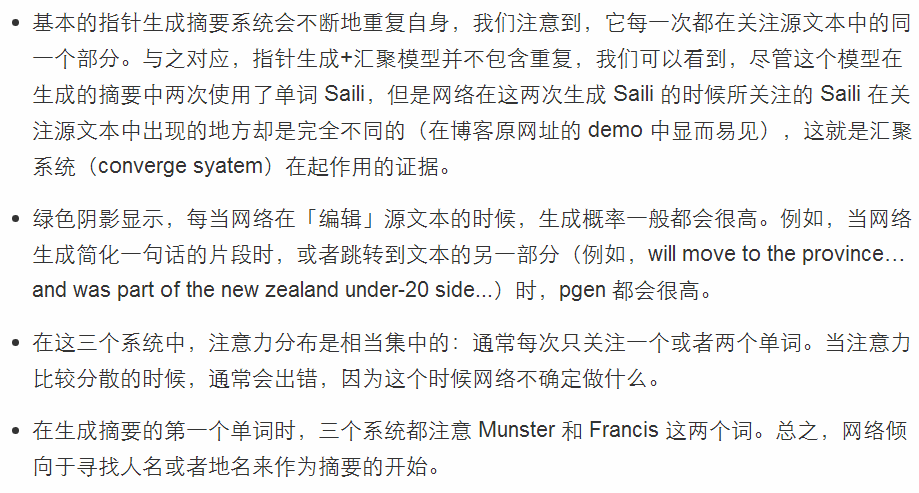 • 基本的指针生成摘要系统会不断地重复自身，我们注意到，它每一次都在关注源文本中的同
一个部分。与之对应，指针生成+汇聚模型并不包含重复，我们可以看到，尽管这个模型在
生成的摘要中两次使用了单词 Saili，但是网络在这两次生成 Saili 的时候所关注的 Saili 在关
注源文本中出现的地方却是完全不同的（在博客原网址的 demo 中显而易见），这就是汇聚
系统（converge syatem）在起作用的证据。
• 绿色阴影显示，每当网络在「编辑」源文本的时候，生成概率一般都会很高。例如，当网络
生成简化一句话的片段时，或者跳转到文本的另一部分（例如，will move to the province…
and was part of the new zealand under-20 side...）时，pgen 都会很高。
• 在这三个系统中，注意力分布是相当集中的：通常每次只关注一个或者两个单词。当注意力
比较分散的时候，通常会出错，因为这个时候网络不确定做什么。
• 在生成摘要的第一个单词时，三个系统都注意 Munster 和 Francis 这两个词。总之，网络倾
向于寻找人名或者地名来作为摘要的开始。